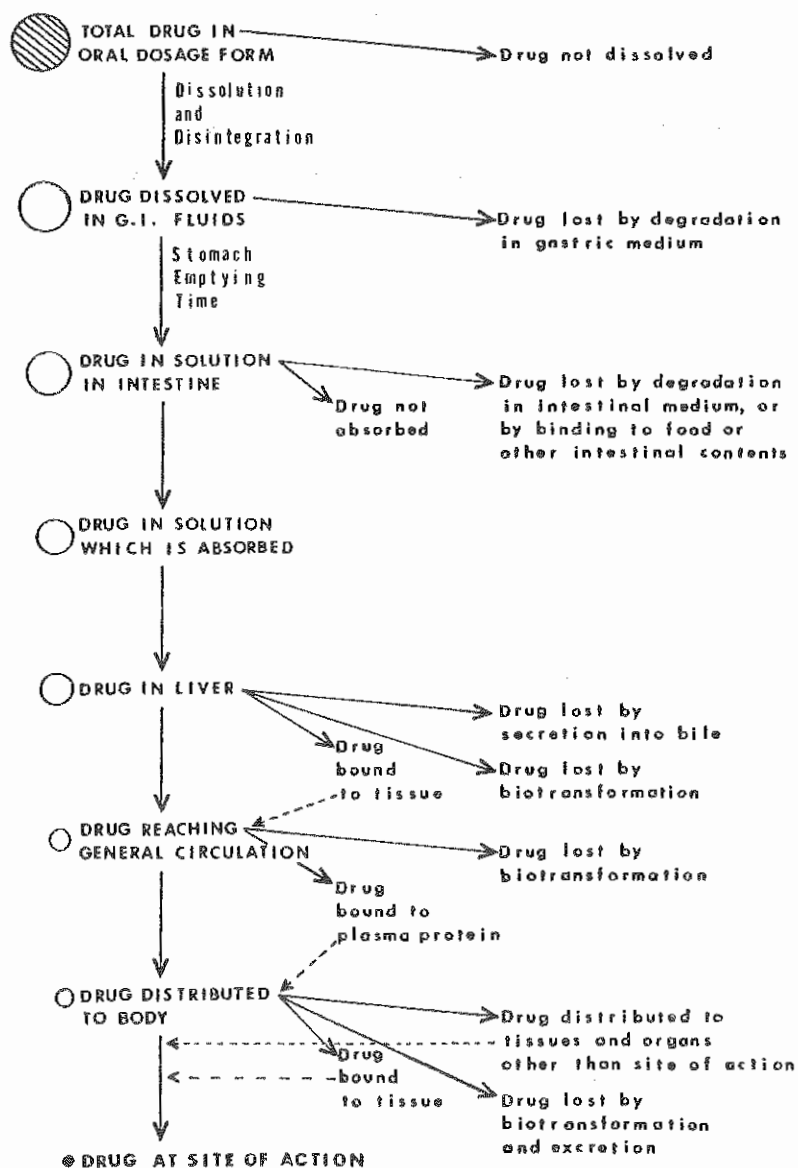 TOTAL DRUG IN
ORAL DOSAGE FORM
Drug not dissolved
Dissolution
and
Disintegration
DRUG DISSOLVED
IN G.I. FLUIDS
Drug lost by degradation
in gastric medium
Stomach
Emptying
Time
DRUG IN SOLUTION
IN INTESTINE
Drug not
absorbed
Drug lost by degradation
in intestinal medium, or
by binding to food or
other intestinal contents
DRUG IN SOLUTION
WHICH IS ABSORBED
DRUG IN LIVER
Drug lost by
secretion into bile
Drug
bound
to tissue
Drug lost by
biotransformation
DRUG REACHING
GENERAL CIRCULATION
Drug lost by
biotransformation
Drug
bound to
plasma protein
DRUG DISTRIBUTED
TO BODY
Drug distributed to
tissues and organs
other than site of action
Drug
bound
to tissue
Drug lost by
biotransformation
and excretion
DRUG AT SITE OF ACTION